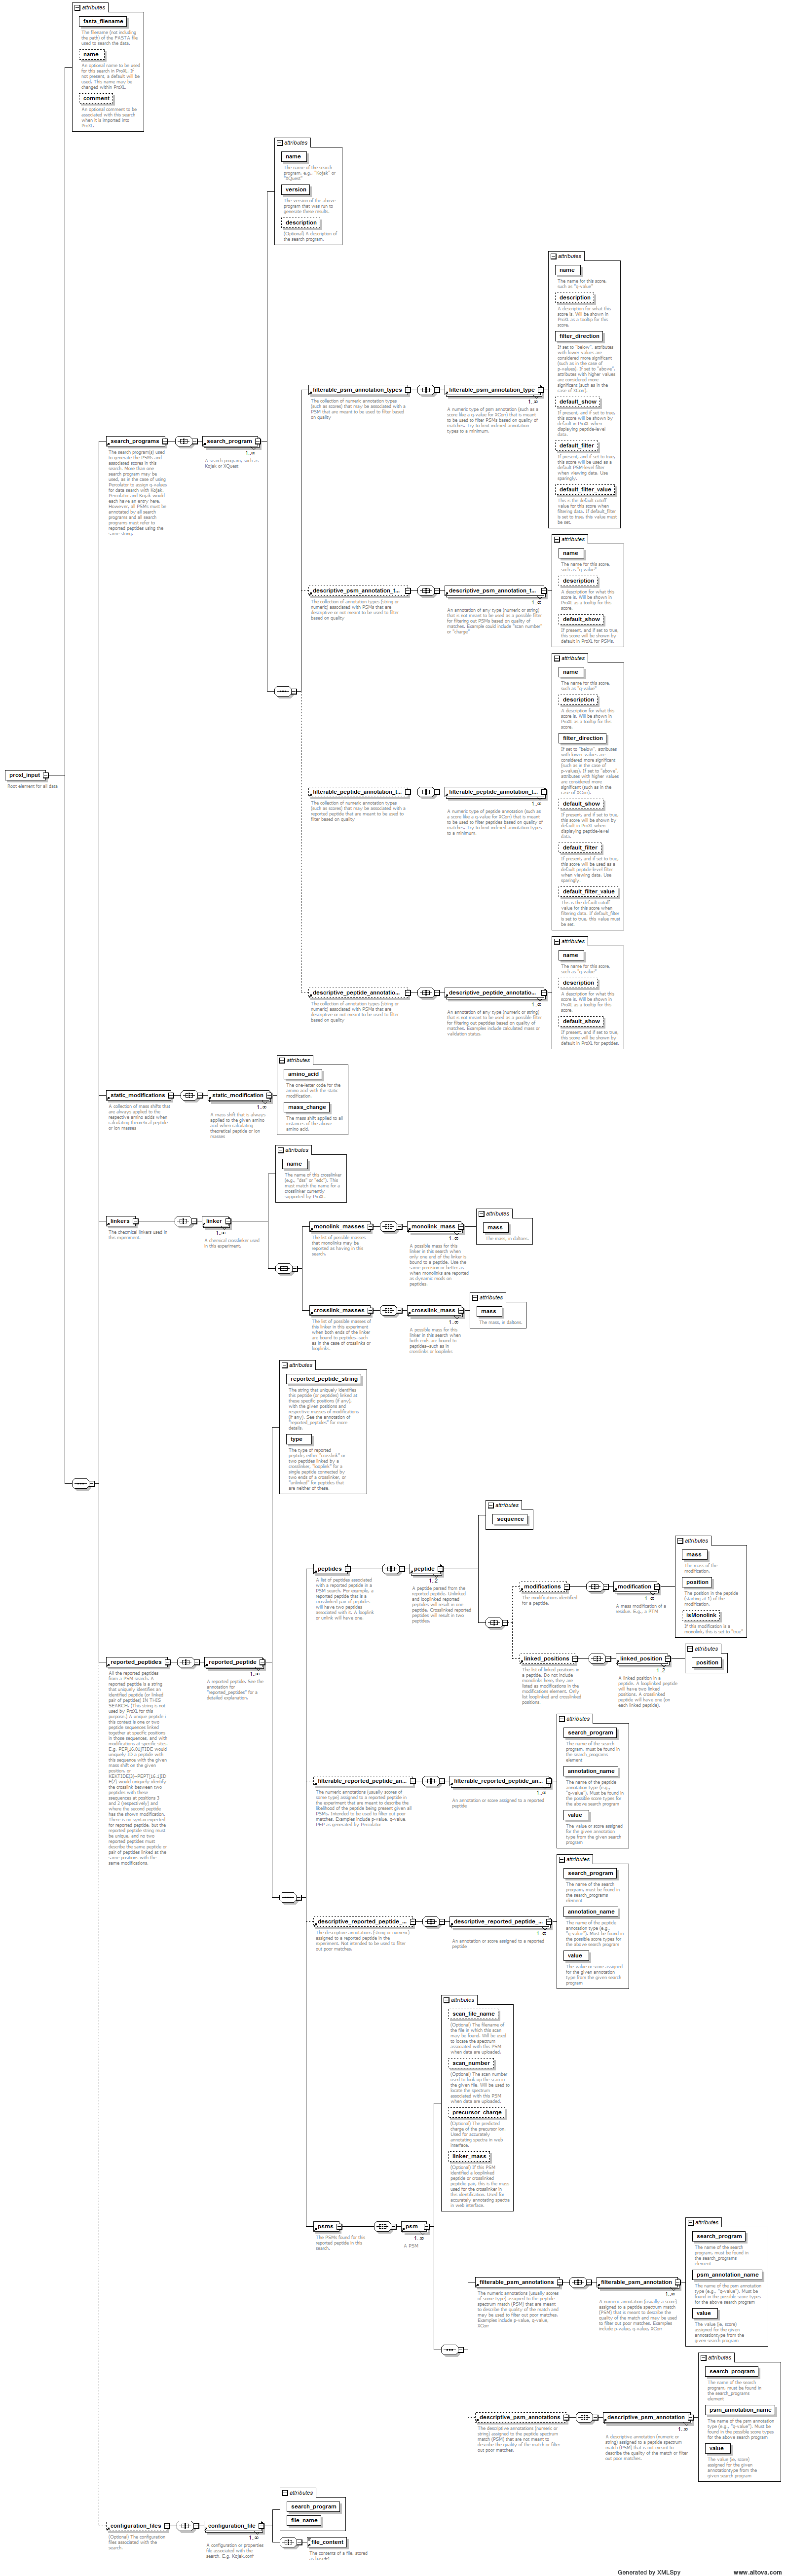 attributes
fasta_filename
The filename (not including
the path) of the FASTA file
used to search the data.
name
An optional name to be used
for this search in ProXL. If
not present, a default will be
used. This name may be
changed within ProXL.
comment
An optional comment to be
associated with this search
when it is imported into
ProXL.
attributes
name
The name of the search
program, e.g., "Kojak" or
"XQuest"
version
The version of the above
program that was run to
generate these results.
description
(Optional) A description of
the search program.
attributes
name
The name for this score,
such as "q-value"
description
A description for what this
score is. Will be shown in
ProXL as a tooltip for this
score.
filter_direction
If set to "below", attributes
with lower values are
considered more significant
(such as in the case of
p-values). If set to "above",
attributes with higher values
are considered more
significant (such as in the
case of XCorr).
default_show
If present, and if set to true,
this score will be shown by
default in ProXL when
displaying peptide-level
data.
default_filter
If present, and if set to true,
this score will be used as a
default PSM-level filter
when viewing data. Use
sparingly.
default_filter_value
This is the default cutoff
value for this score when
filtering data. If default_filter
is set to true, this value must
be set.
filterable_psm_annotation_types
The collection of numeric annotation types
(such as scores) that may be associated with a
PSM that are meant to be used to filter based
on quality
filterable_psm_annotation_type
1..∞
A numeric type of psm annotation (such as a
score like a q-value for XCorr) that is meant
to be used to filter PSMs based on quality of
matches. Try to limit indexed annotation
types to a minimum.
search_programs
The search program(s) used
to generate the PSMs and
associated scores in this
search. More than one
search program may be
used, as in the case of using
Percolator to assign q-values
for data search with Kojak.
Percolator and Kojak would
each have an entry here.
However, all PSMs must be
annotated by all search
programs and all search
programs must refer to
reported peptides using the
same string.
search_program
1..∞
A search program, such as
Kojak or XQuest
attributes
name
The name for this score,
such as "q-value"
description
A description for what this
score is. Will be shown in
ProXL as a tooltip for this
score.
default_show
If present, and if set to true,
this score will be shown by
default in ProXL for PSMs.
descriptive_psm_annotation_t...
The collection of annotation types (string or
numeric) associated with PSMs that are
descriptive or not meant to be used to filter
based on quality
descriptive_psm_annotation_t...
1..∞
An annotation of any type (numeric or string)
that is not meant to be used as a possible filter
for filtering out PSMs based on quality of
matches. Example could include "scan number"
or "charge"
attributes
name
The name for this score,
such as "q-value"
description
A description for what this
score is. Will be shown in
ProXL as a tooltip for this
score.
filter_direction
If set to "below", attributes
with lower values are
considered more significant
(such as in the case of
p-values). If set to "above",
attributes with higher values
are considered more
significant (such as in the
case of XCorr).
default_show
If present, and if set to true,
this score will be shown by
default in ProXL when
displaying peptide-level
data.
default_filter
If present, and if set to true,
this score will be used as a
default peptide-level filter
when viewing data. Use
sparingly.
default_filter_value
This is the default cutoff
value for this score when
filtering data. If default_filter
is set to true, this value must
be set.
proxl_input
Root element for all data
filterable_peptide_annotation_t...
The collection of numeric annotation types
(such as scores) that may be associated with a
reported peptide that are meant to be used to
filter based on quality
filterable_peptide_annotation_t...
1..∞
A numeric type of peptide annotation (such as
a score like a q-value for XCorr) that is meant
to be used to filter peptides based on quality of
matches. Try to limit indexed annotation types
to a minimum.
attributes
name
The name for this score,
such as "q-value"
description
A description for what this
score is. Will be shown in
ProXL as a tooltip for this
score.
default_show
If present, and if set to true,
this score will be shown by
default in ProXL for peptides.
descriptive_peptide_annotatio...
The collection of annotation types (string or
numeric) associated with PSMs that are
descriptive or not meant to be used to filter
based on quality
descriptive_peptide_annotatio...
1..∞
An annotation of any type (numeric or string)
that is not meant to be used as a possible filter
for filtering out peptides based on quality of
matches. Examples include calculated mass or
validation status.
attributes
amino_acid
The one-letter code for the
amino acid with the static
modification.
mass_change
The mass shift applied to all
instances of the above
amino acid.
static_modifications
A collection of mass shifts that
are always applied to the
respective amino acids when
calculating theoretical peptide
or ion masses
static_modification
1..∞
A mass shift that is always
applied to the given amino
acid when calculating
theoretical peptide or ion
masses
attributes
name
The name of this crosslinker
(e.g., "dss" or "edc"). This
must match the name for a
crosslinker currently
supported by ProXL.
linkers
The chectmical linkers used in
this experiment.
linker
1..∞
A chemical crosslinker used
in this experiment.
monolink_masses
The list of possible masses
that monolinks may be
reported as having in this
search.
monolink_mass
1..∞
A possible mass for this
linker in this search when
only one end of the linker is
bound to a peptide. Use the
same precision or better as
when monolinks are reported
as dynamic mods on
peptides.
attributes
mass
The mass, in daltons.
crosslink_masses
The list of possible masses of
this linker in this experiment
when both ends of the linker
are bound to peptides--such
as in the case of crosslinks or
looplinks.
crosslink_mass
1..∞
A possible mass for this
linker in this search when
both ends are bound to
peptides--such as in
crosslinks or looplinks
attributes
mass
The mass, in daltons.
attributes
reported_peptide_string
The string that uniquely identifies
this peptide (or peptides) linked at
these specific positions (if any),
with the given positions and
respective masses of modifications
(if any). See the annotation of
"reported_peptides" for more
details.
type
The type of reported
peptide, either "crosslink" or
two peptides linked by a
crosslinker, "looplink" for a
single peptide connected by
two ends of a crosslinker, or
"unlinked" for peptides that
are neither of these.
attributes
sequence
peptides
A list of peptides associated
with a reported peptide in a
PSM search. For example, a
reported peptide that is a
crosslinked pair of peptides
will have two peptides
associated with it. A looplink
or unlink will have one.
peptide
1..2
A peptide parsed from the
reported peptide. Unlinked
and looplinked reported
peptides will result in one
peptide. Crosslinked reported
peptides will result in two
peptides.
modifications
The modifications identified
for a peptide.
modification
1..∞
A mass modification of a
residue. E.g., a PTM
attributes
mass
The mass of the
modification.
position
The position in the peptide
(starting at 1) of the
modification.
isMonolink
If this modification is a
monolink, this is set to "true"
linked_positions
The list of linked positions in
a peptide. Do not include
monolinks here, they are
listed as modifications in the
modifications element. Only
list looplinked and crosslinked
positions.
linked_position
1..2
A linked position in a
peptide. A looplinked peptide
will have two linked
positions. A crosslinked
peptide will have one (on
each linked peptide).
attributes
position
reported_peptides
All the reported peptides
from a PSM search. A
reported peptide is a string
that uniquely identifies an
identified peptide (or linked
pair of peptides) IN THIS
SEARCH. (This string is not
used by ProXL for this
purpose.) A unique peptide i
this context is one or two
peptide sequences linked
together at specific positions
in those sequences, and with
modifications at specific sites.
E.g. PEP[16.01]TIDE would
uniquely ID a peptide with
this sequence with the given
mass shift on the given
position, or
the shown modification.
There is no syntax expected
for reported peptide, but the
reported peptide string must
be unique, and no two
reported peptides must
describe the same peptide or
pair of peptides linked at the
same positions with the
same modifications.
reported_peptide
1..∞
A reported peptide. See the
annotation for
"reported_peptides" for a
detailed explanation.
filterable_reported_peptide_an...
The numeric annotations (usually scores of
some type) assigned to a reported peptide in
the experiment that are meant to describe the
likelihood of the peptide being present given all
PSMs. Intended to be used to filter out poor
matches. Examples include p-value, q-value,
PEP as generated by Percolator
filterable_reported_peptide_an...
1..∞
An annotation or score assigned to a reported
peptide
attributes
search_program
The name of the search
program, must be found in
the search_programs
element
annotation_name
The name of the peptide
annotation type (e.g.,
"q-value"). Must be found in
the possible score types for
the above search program
value
The value or score assigned
for the given annotation
type from the given search
program
descriptive_reported_peptide_...
The descriptive annotations (string or numeric)
assigned to a reported peptide in the
experiment. Not intended to be used to filter
out poor matches.
descriptive_reported_peptide_...
1..∞
An annotation or score assigned to a reported
peptide
attributes
search_program
The name of the search
program, must be found in
the search_programs
element
annotation_name
The name of the peptide
annotation type (e.g.,
"q-value"). Must be found in
the possible score types for
the above search program
value
The value or score assigned
for the given annotation
type from the given search
program
attributes
scan_file_name
(Optional) The filename of
the file in which this scan
may be found. Will be used
to locate the spectrum
associated with this PSM
when data are uploaded.
scan_number
(Optional) The scan number
used to look up the scan in
the given file. Will be used to
locate the spectrum
associated with this PSM
when data are uploaded.
precursor_charge
(Optional) The predicted
charge of the precursor ion.
Used for accurately
annotating spectra in web
interface.
linker_mass
(Optional) If this PSM
identified a looplinked
peptide or crosslinked
peptide pair, this is the mass
used for the crosslinker in
this identification. Used for
accurately annotating spectra
in web interface.
psms
The PSMs found for this
reported peptide in this
search.
psm
1..∞
A PSM
filterable_psm_annotations
The numeric annotations (usually scores
of some type) assigned to the peptide
spectrum match (PSM) that are meant
to describe the quality of the match and
may be used to filter out poor matches.
Examples include p-value, q-value,
XCorr
filterable_psm_annotation
1..∞
A numeric annotation (usually a score)
assigned to a peptide spectrum match
(PSM) that is meant to describe the
quality of the match and may be used
to filter out poor matches. Examples
include p-value, q-value, XCorr
attributes
search_program
The name of the search
program, must be found in
the search_programs
element
psm_annotation_name
The name of the psm annotation
type (e.g., "q-value"). Must be
found in the possible score types
for the above search program
value
The value (ie, score)
assigned for the given
annotationtype from the
given search program
descriptive_psm_annotations
The descriptive annotations (numeric or
string) assigned to the peptide spectrum
match (PSM) that are not meant to
describe the quality of the match or filter
out poor matches.
descriptive_psm_annotation
1..∞
A descriptive annotation (numeric or
string) assigned to a peptide spectrum
match (PSM) that is not meant to
describe the quality of the match or filter
out poor matches.
attributes
search_program
The name of the search
program, must be found in
the search_programs
element
psm_annotation_name
The name of the psm annotation
type (e.g., "q-value"). Must be
found in the possible score types
for the above search program
value
The value (ie, score)
assigned for the given
annotationtype from the
given search program
configuration_files
(Optional) The configuration
files associated with the
search.
configuration_file
1..∞
A configuration or properties
file associated with the
search. E.g. Kojak.conf
attributes
search_program
file_name
file_content
The contents of a file, stored
as base64
Generated by XMLSpy
www.altova.com